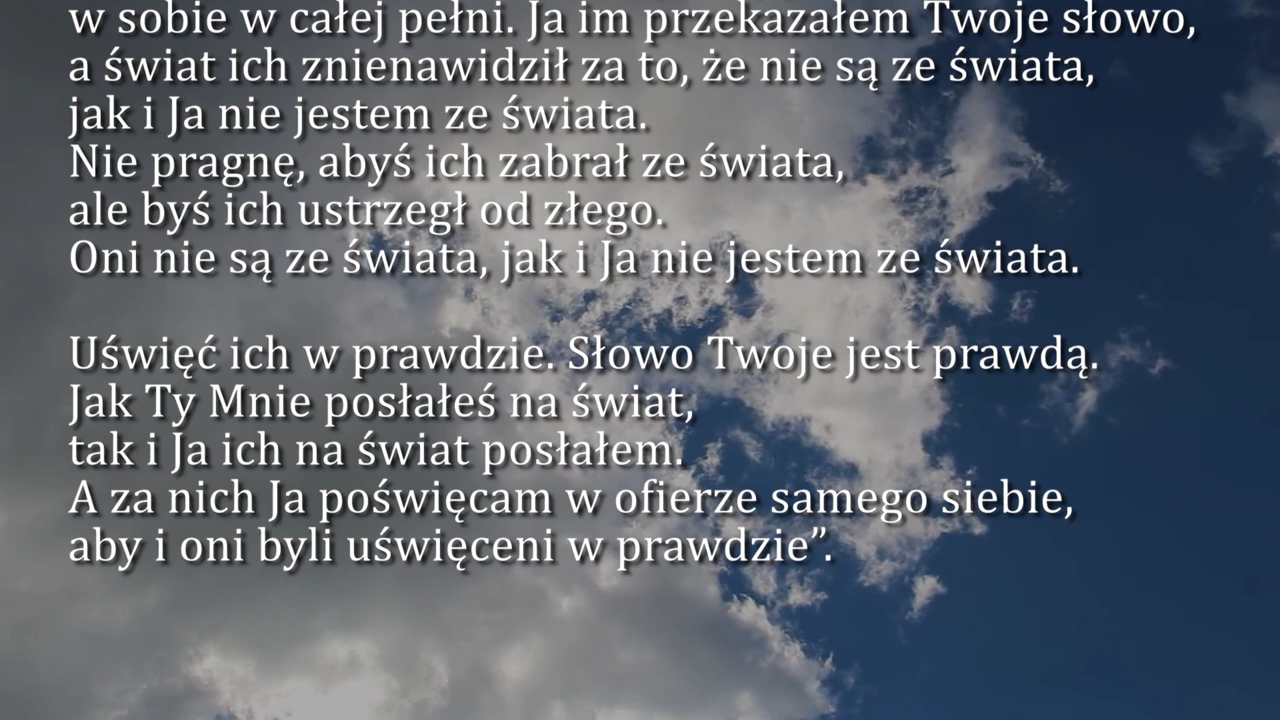 w sobie w całej pełni. Ja im przekazałem Twoje słowo,
a świat ich znienawidził za to, że nie są ze świata,
jak i Ja nie jestem ze świata.
Nie pragnę, abyś ich zabrał ze świata,
ale byś ich ustrzegł od złego.
Oni nie są ze świata, jak i Ja nie jestem ze świata.
Uświęć ich w prawdzie. Słowo Twoje jest prawdą.
Jak Ty Mnie posłałeś na świat,
tak i Ja ich na świat posłałem.
A za nich Ja poświęcam w ofierze samego siebie,
aby i oni byli uświęceni w prawdzie”.